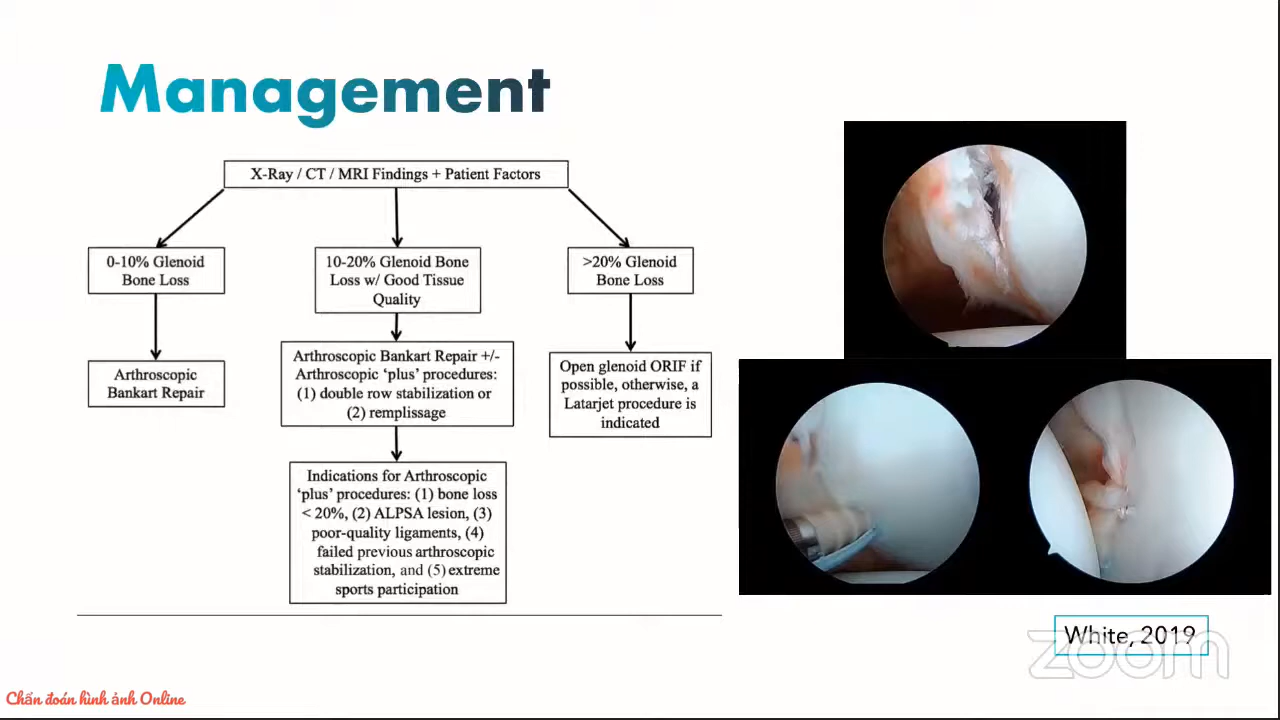 Management
X-Ray / CT / MRI Findings + Patient Factors
0-10% Glenoid
Bone Loss
10-20% Glenoid Bone
Loss w/ Good Tissue
Quality
>20% Glenoid
Bone Loss
Arthroscopic
Bankart Repair
Arthroscopic Bankart Repair +/-
Arthroscopic ‘plus’ procedures:
(1) double row stabilization or
(2) remplissage
Open glenoid ORIF if
possible, otherwise, a
Latarjet procedure is
indicated
Indications for Arthroscopic
‘plus’ procedures: (1) bone loss
< 20%, (2) ALPSA lesion, (3)
poor-quality ligaments, (4)
failed previous arthroscopic
stabilization, and (5) extreme
sports participation
White, 2019
zoom
Chẩn đoán hình ảnh Online